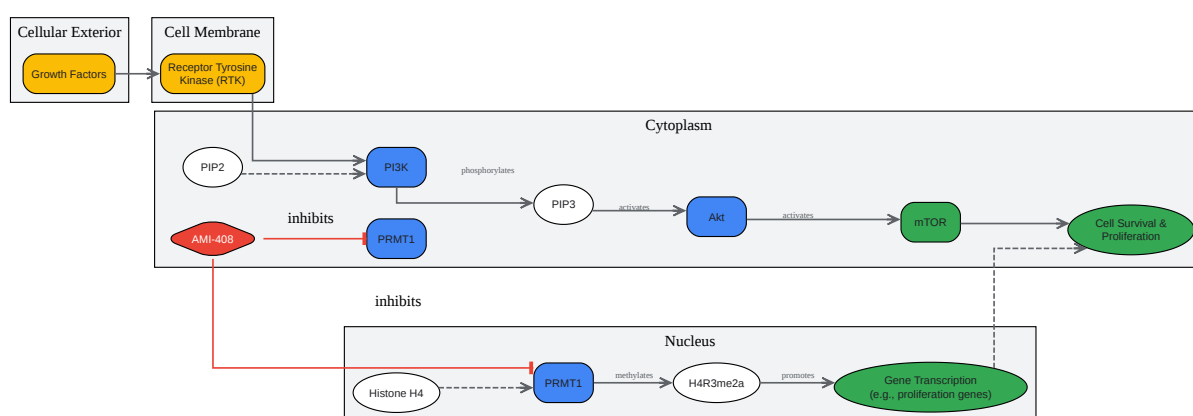 Cellular Exterior
Cell Membrane
Growth Factors
Receptor Tyrosine
Kinase (RTK)
Cytoplasm
PIP2
PI3K
phosphorylates
PIP3
activates
Akt
activates
mTOR
Cell Survival &
Proliferation
AMI-408
inhibits
PRMT1
inhibits
Nucleus
Histone H4
PRMT1
methylates
H4R3me2a
promotes
Gene Transcription
(e.g., proliferation genes)